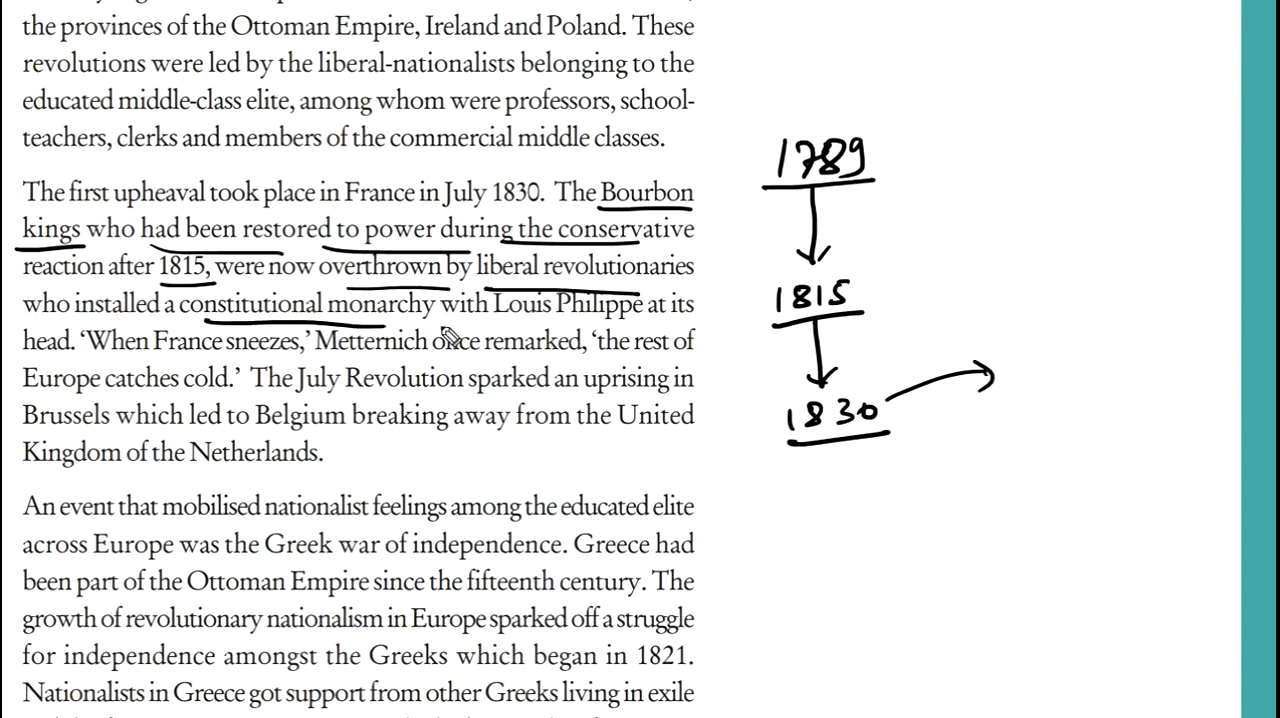 the provinces of the Ottoman Empire, Ireland and Poland. These
revolutions were led by the liberal-nationalists belonging to the
educated middle-class elite, among whom were professors, school-
teachers, clerks and members of the commercial middle classes.
The first upheaval took place in France in July 1830. The Bourbon
kings who had been restored to power during the conservative
reaction after 1815, were now overthrown by liberal revolutionaries
who installed a constitutional monarchy with Louis Philippe at its
head. ‘When France sneezes,’ Metternich once remarked, ‘the rest of
Europe catches cold.’ The July Revolution sparked an uprising in
Brussels which led to Belgium breaking away from the United
Kingdom of the Netherlands.
An event that mobilised nationalist feelings among the educated elite
across Europe was the Greek war of independence. Greece had
been part of the Ottoman Empire since the fifteenth century. The
growth of revolutionary nationalism in Europe sparked off a struggle
for independence amongst the Greeks which began in 1821.
Nationalists in Greece got support from other Greeks living in exile
1789
1815
1830